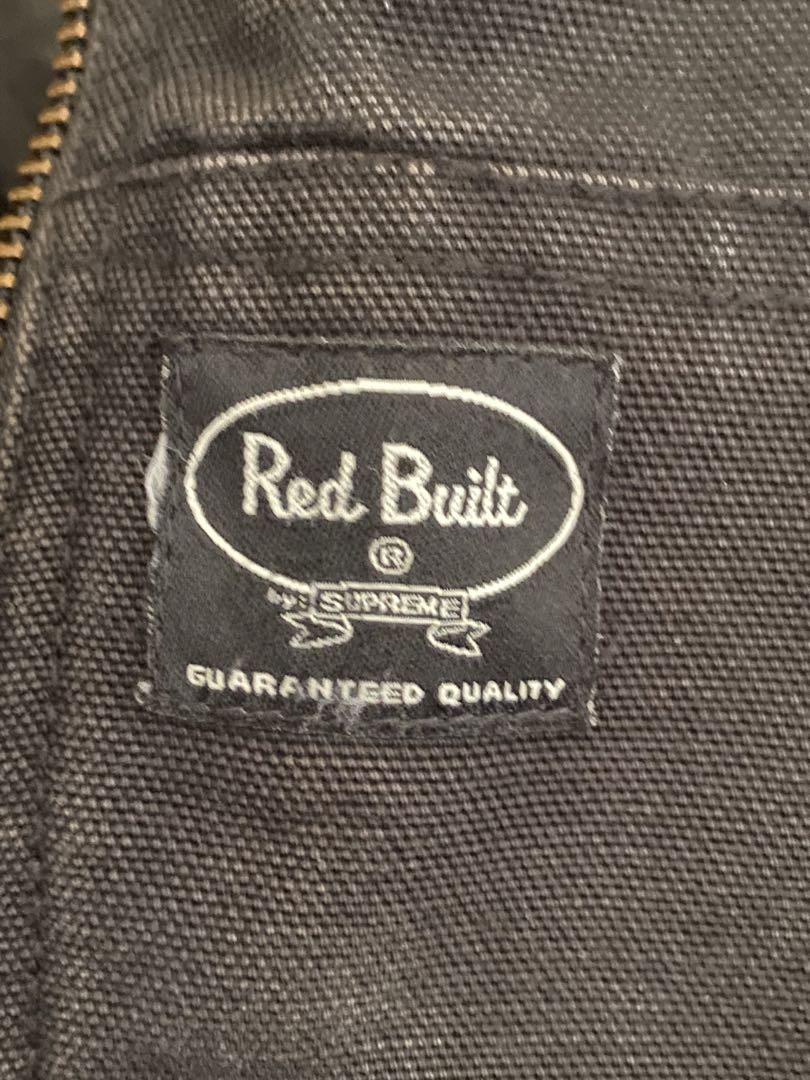 Red Built
®
by: SUPREME
GUARANTEED QUALITY